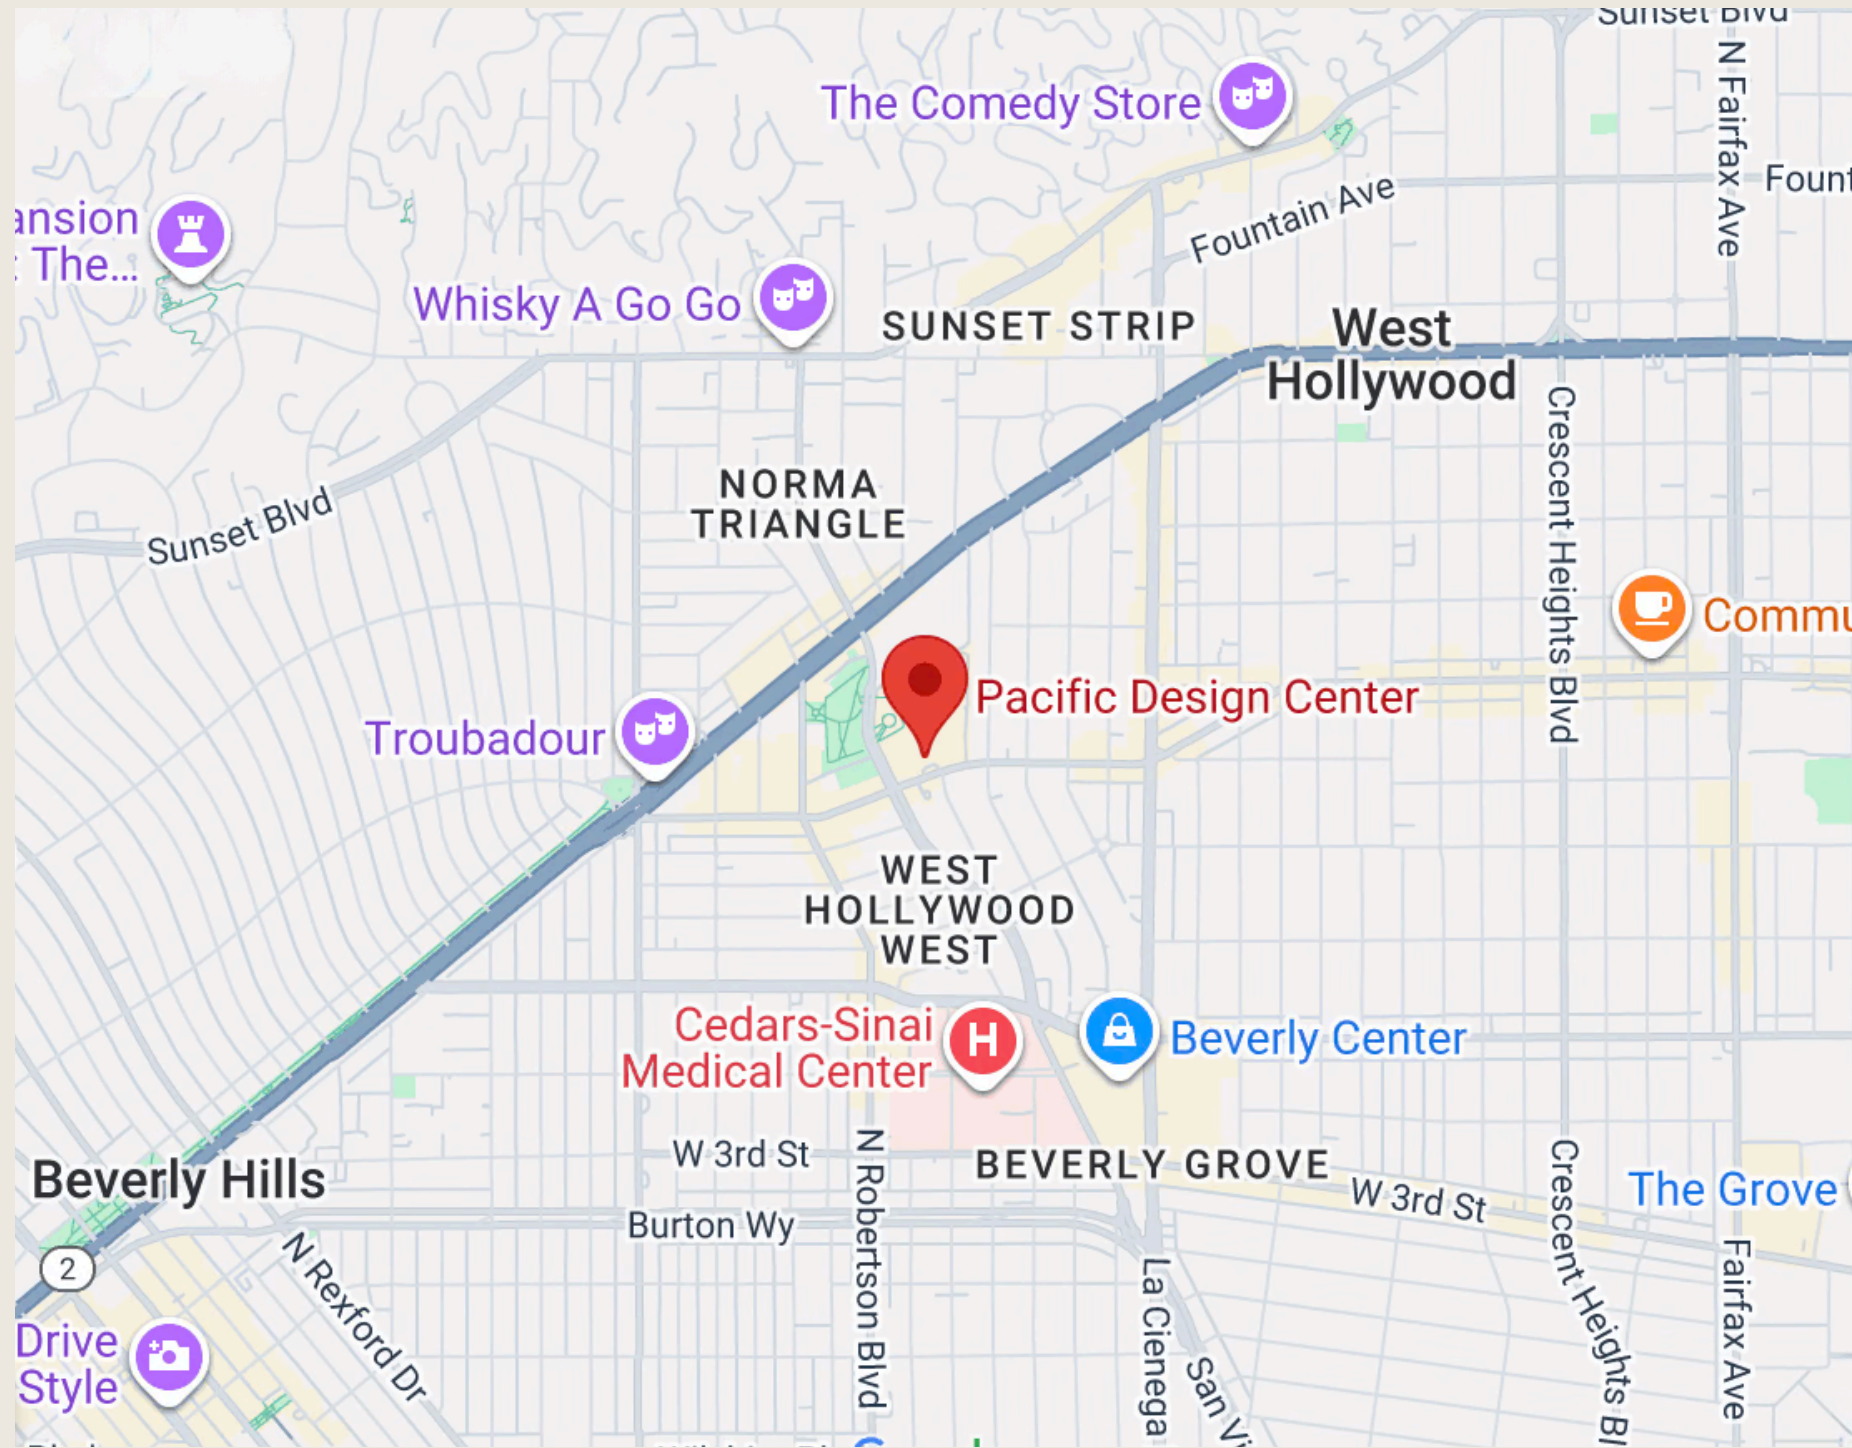 Sunset Blvd
N Fairfax Ave
The Comedy Store
Fountain Ave
Fount
ansion
: The...
Whisky A Go Go
SUNSET STRIP
West
Hollywood
Crescent Heights Blvd
NORMA
TRIANGLE
Sunset Blvd
Commu
Pacific Design Center
Troubadour
WEST
HOLLYWOOD
WEST
Cedars-Sinai
Medical Center
H
Beverly Center
W 3rd St
N Robertson Blvd
BEVERLY GROVE
W 3rd St
Crescent Heights Bl
The Grove
Beverly Hills
Burton Wy
2
N Rexford Dr
La Cienega
San Vi
Fairfax Ave
Drive
Style